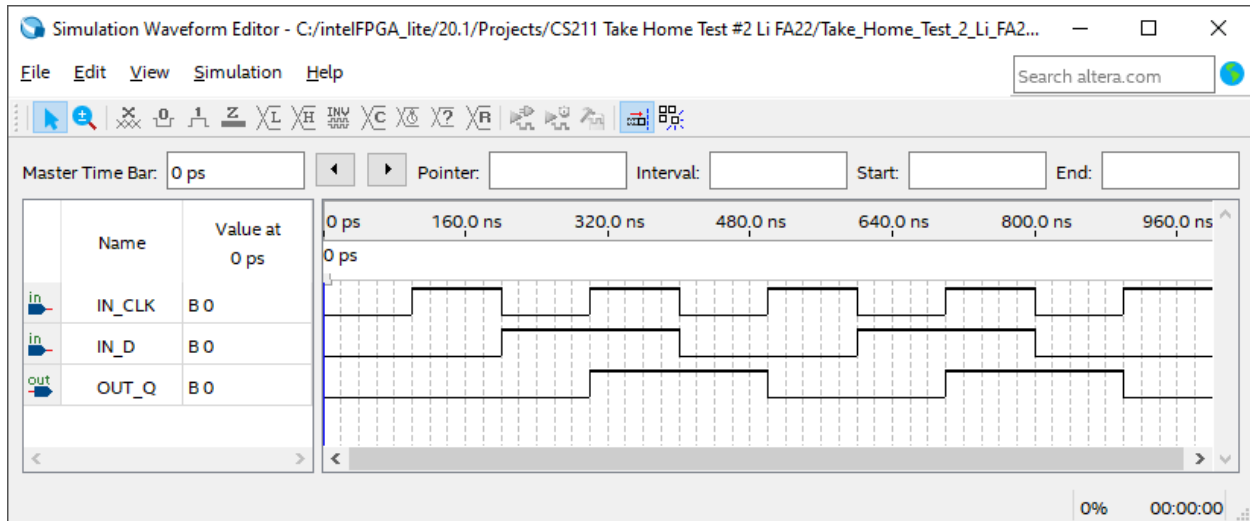 Simulation Waveform Editor - C:/intelFPGA_lite/20.1/Projects/CS211 Take Home Test #2 Li FA22/Take_Home_Test_2_Li_FA2...
File Edit View Simulation Help
Search altera.com
X 0 1 Z L H INV C ? R
Master Time Bar: 0 ps Pointer: Interval: Start: End:
Name Value at 0 ps
0 ps 160.0 ns 320.0 ns 480.0 ns 640.0 ns 800.0 ns 960.0 ns
0 ps
in IN_CLK B 0
in IN_D B 0
out OUT_Q B 0
0% 00:00:00